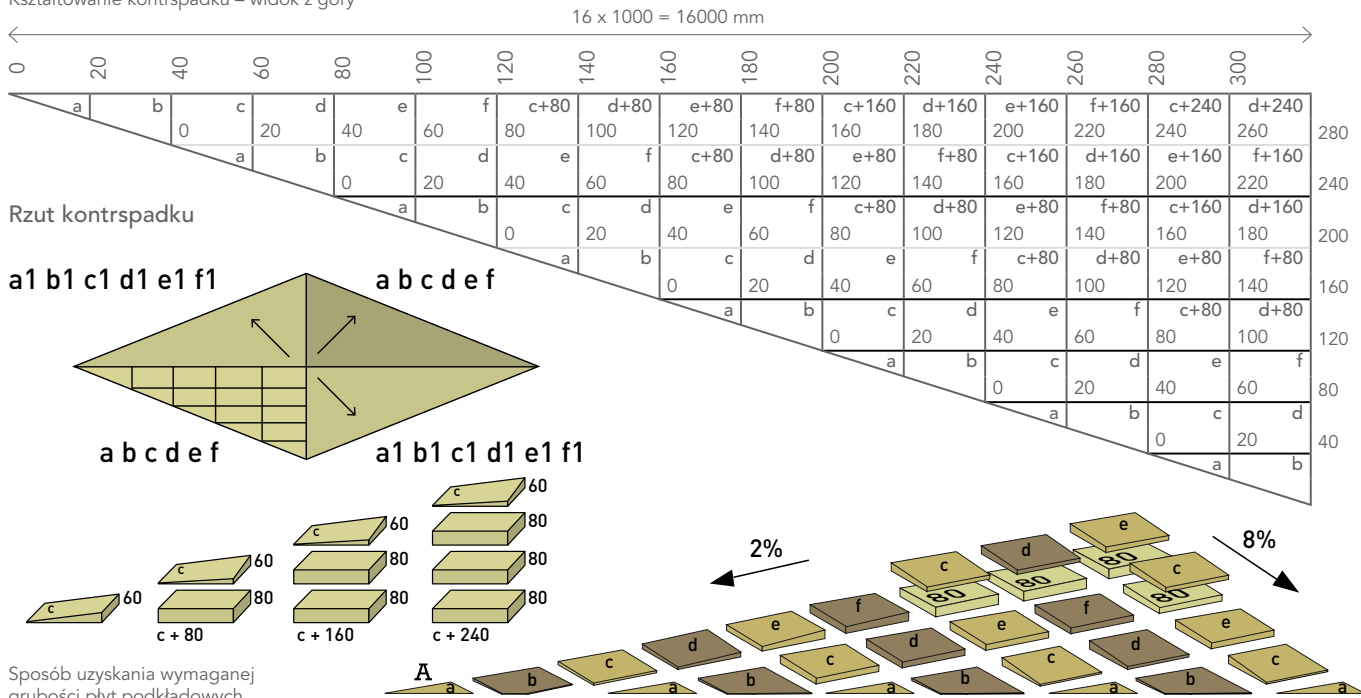 Kształtowanie kontrspadku – widok z góry
16 x 1000 = 16000 mm
0 20 40 60 80 100 120 140 160 180 200 220 240 260 280 300
a b c d e f c+80 d+80 e+80 f+80 c+160 d+160 e+160 f+160 c+240 d+240
0 20 40 60 80 100 120 140 160 180 200 220 240 260 280
a b c d e f c+80 d+80 e+80 f+80 c+160 d+160 e+160 f+160
0 20 40 60 80 100 120 140 160 180 200 220 240
a b c d e f c+80 d+80 e+80 f+80 c+160 d+160
0 20 40 60 80 100 120 140 160 180 200
a b c d e f c+80 d+80 e+80 f+80
0 20 40 60 80 100 120 140 160
a b c d e f c+80 d+80
0 20 40 60 80 100 120
a b c d e f
0 20 40 60 80
a b c d
0 20 40
a b
Rzut kontrspadku
a1 b1 c1 d1 e1 f1 a b c d e f
a b c d e f a1 b1 c1 d1 e1 f1
c 60
c 60 80
c 60 80 80
c 60 80 80 80
c + 80 c + 160 c + 240
2% 8%
e
d 80
c 80 c
80 80
f f
e e e
d d d
c c c c
A
a b a b a b a
Sposób uzyskania wymaganej
grubości płyt podkładowych